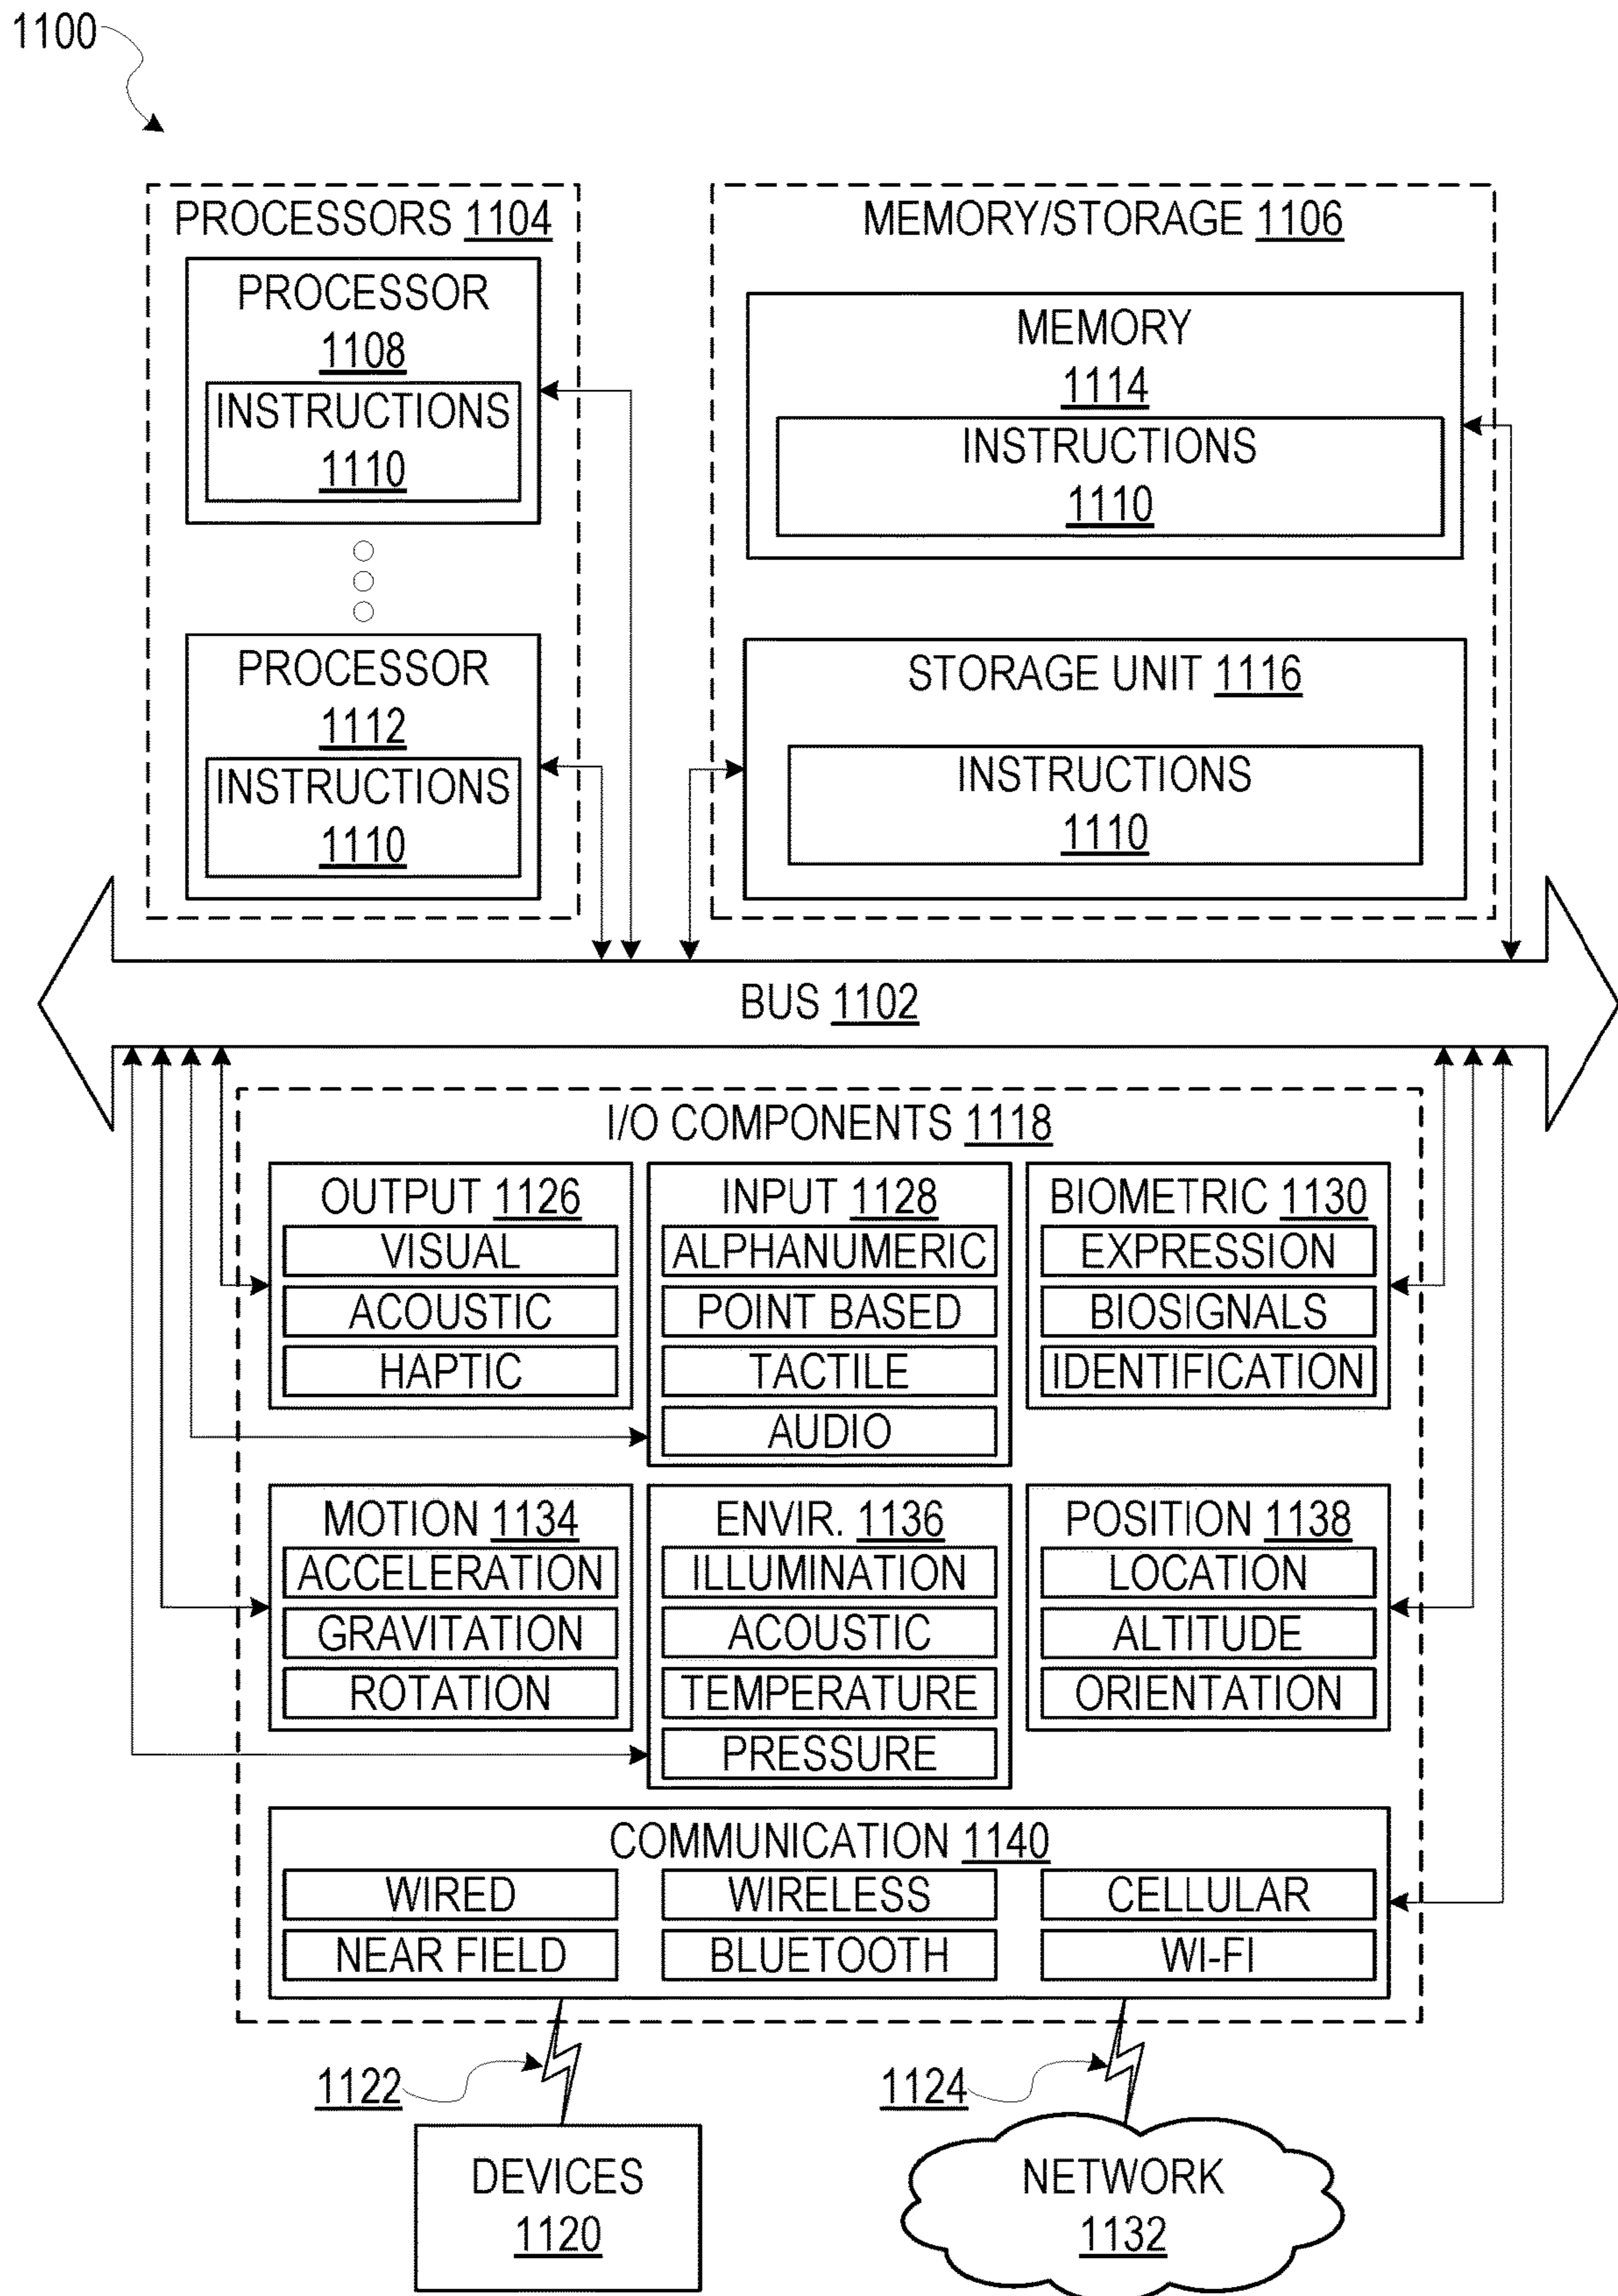 1100
PROCESSORS 1104
PROCESSOR
1108
INSTRUCTIONS
1110
PROCESSOR
1112
INSTRUCTIONS
1110
MEMORY/STORAGE 1106
MEMORY
1114
INSTRUCTIONS
1110
STORAGE UNIT 1116
INSTRUCTIONS
1110
BUS 1102
I/O COMPONENTS 1118
OUTPUT 1126
VISUAL
ACOUSTIC
HAPTIC
INPUT 1128
ALPHANUMERIC
POINT BASED
TACTILE
AUDIO
BIOMETRIC 1130
EXPRESSION
BIOSIGNALS
IDENTIFICATION
MOTION 1134
ACCELERATION
GRAVITATION
ROTATION
ENVIR. 1136
ILLUMINATION
ACOUSTIC
TEMPERATURE
PRESSURE
POSITION 1138
LOCATION
ALTITUDE
ORIENTATION
COMMUNICATION 1140
WIRED
WIRELESS
CELLULAR
NEAR FIELD
BLUETOOTH
WI-FI
1122
1124
DEVICES
1120
NETWORK
1132